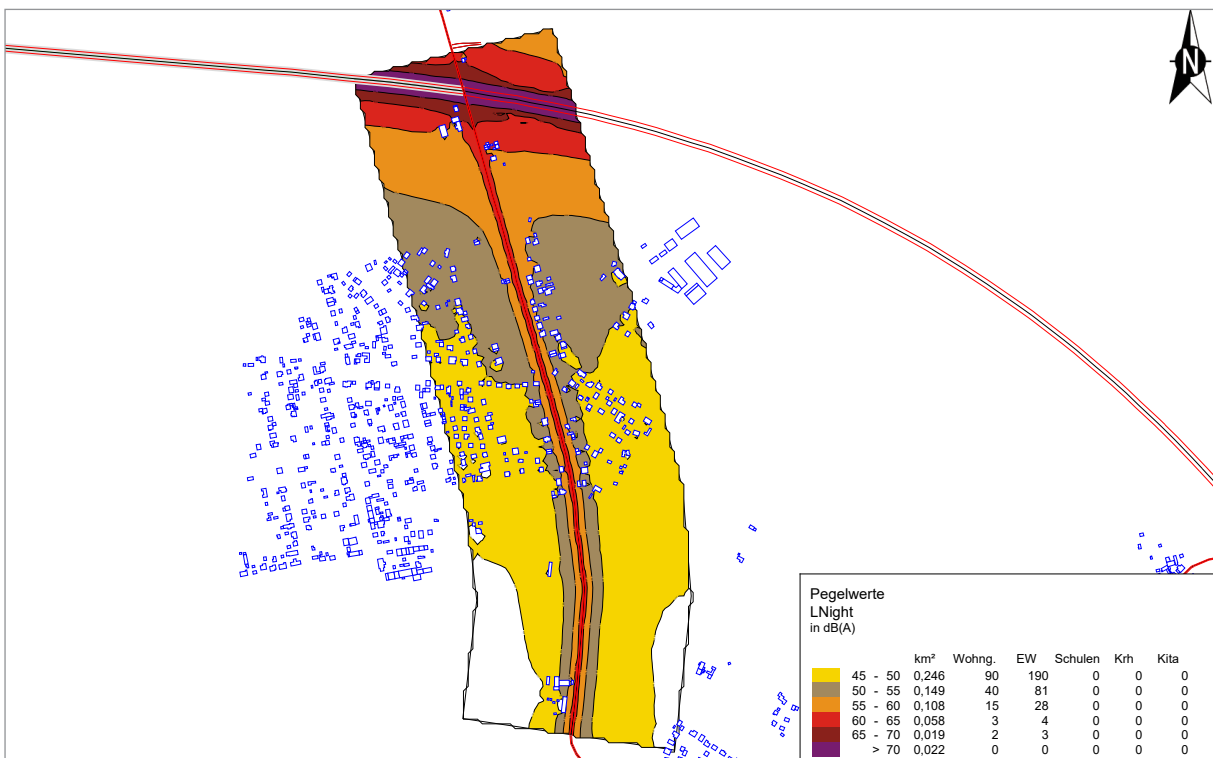 N
Pegelwerte
LNight
in dB(A)
km² Wohng. EW Schulen Krh Kita
45 - 50 0,246 90 190 0 0 0
50 - 55 0,149 40 81 0 0 0
55 - 60 0,108 15 28 0 0 0
60 - 65 0,058 3 4 0 0 0
65 - 70 0,019 2 3 0 0 0
> 70 0,022 0 0 0 0 0